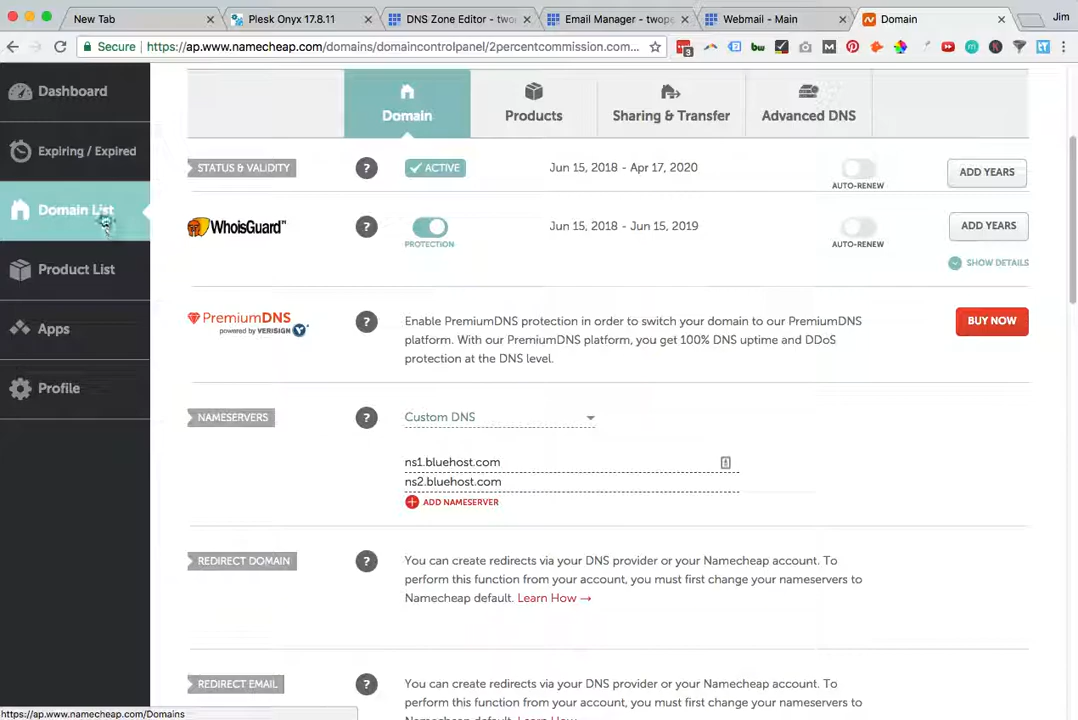 New Tab
Plesk Onyx 17.8.11
DNS Zone Editor - two
Email Manager - twope
Webmail - Main
Domain
Jim
Secure
https://ap.www.namecheap.com/domains/domaincontrolpanel/2percentcommission.com...
Dashboard
Expiring / Expired
Domain List
Product List
Apps
Profile
Domain
Products
Sharing & Transfer
Advanced DNS
STATUS & VALIDITY
?
ACTIVE
Jun 15, 2018 - Apr 17, 2020
AUTO-RENEW
ADD YEARS
WhoisGuard™
?
PROTECTION
Jun 15, 2018 - Jun 15, 2019
AUTO-RENEW
ADD YEARS
SHOW DETAILS
PremiumDNS
powered by VERISIGN
?
Enable PremiumDNS protection in order to switch your domain to our PremiumDNS
platform. With our PremiumDNS platform, you get 100% DNS uptime and DDoS
protection at the DNS level.
BUY NOW
NAMESERVERS
?
Custom DNS
ns1.bluehost.com
ns2.bluehost.com
ADD NAMESERVER
REDIRECT DOMAIN
?
You can create redirects via your DNS provider or your Namecheap account. To
perform this function from your account, you must first change your nameservers to
Namecheap default. Learn How →
REDIRECT EMAIL
?
You can create redirects via your DNS provider or your Namecheap account. To
perform this function from your account, you must first change your nameservers to
Namecheap default. Learn How
https://ap.www.namecheap.com/Domains